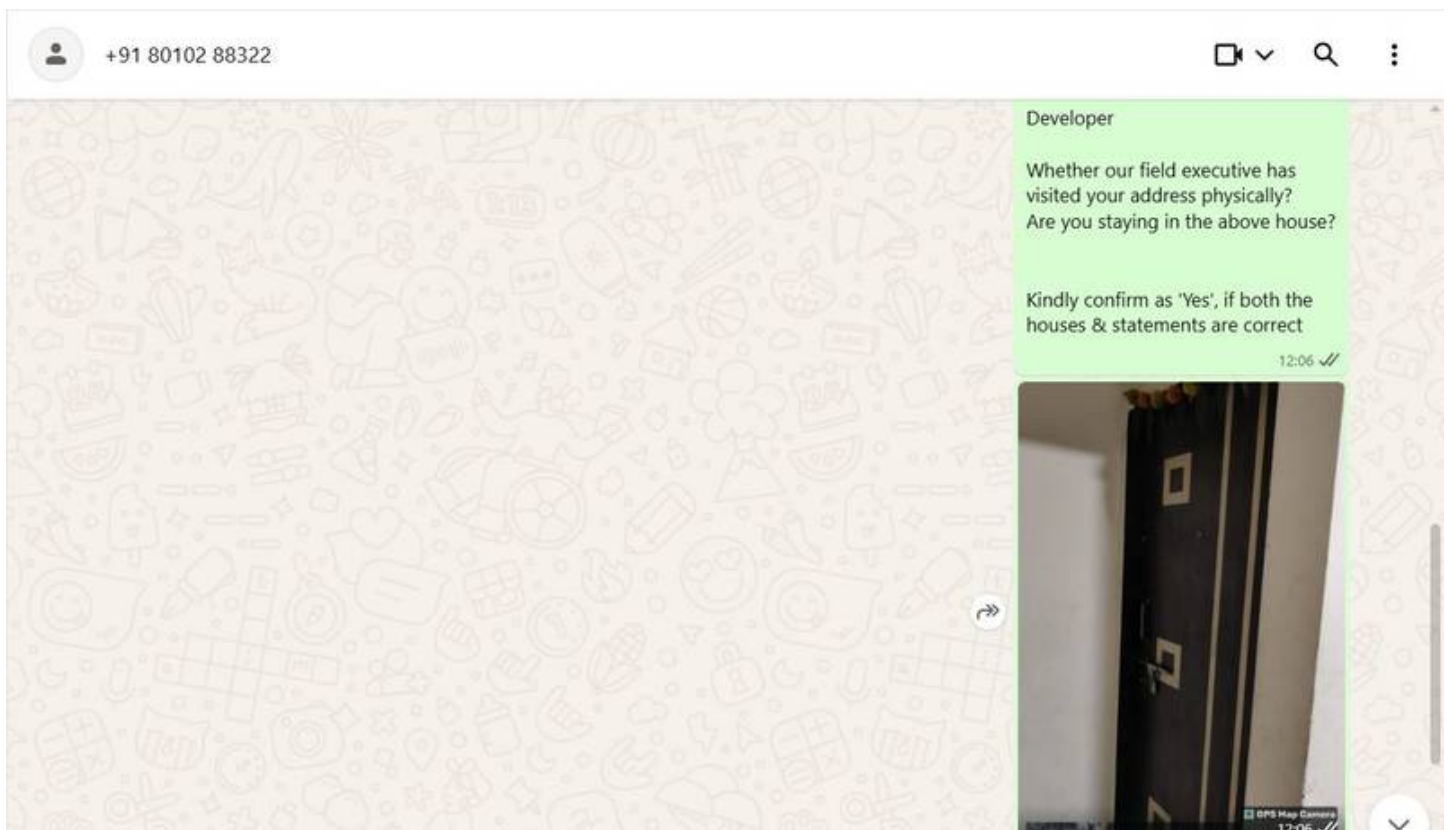 +91 80102 88322
Developer
Whether our field executive has
visited your address physically?
Are you staying in the above house?
Kindly confirm as 'Yes', if both the
houses & statements are correct
12:06
GPS Map Camera
12:06